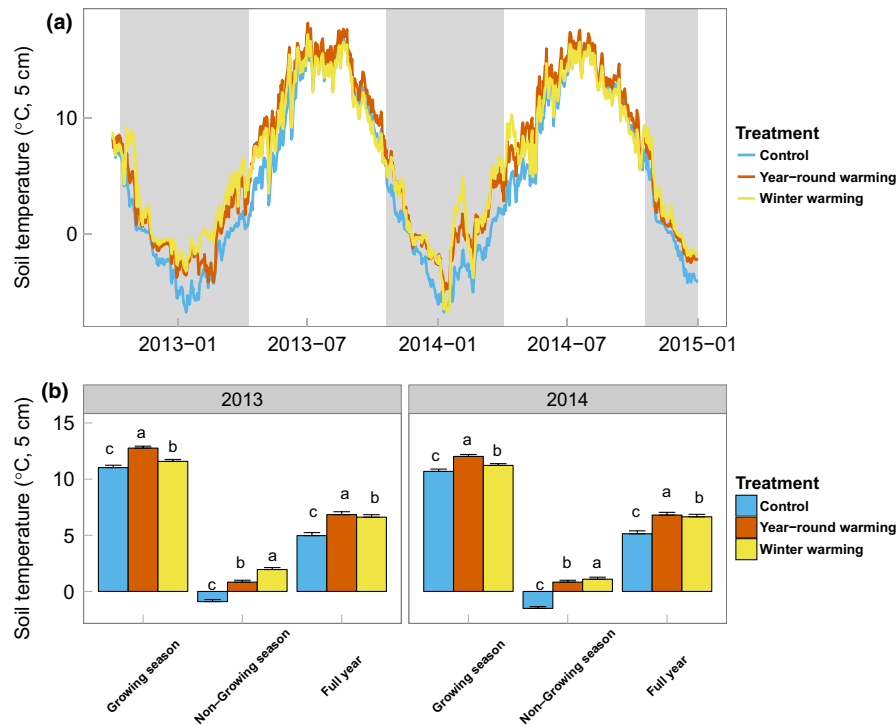 (a)
Soil temperature (°C, 5 cm)
10
0
2013−01
2013−07
2014−01
2014−07
2015−01
Treatment
Control
Year−round warming
Winter warming
(b)
Soil temperature (°C, 5 cm)
2013
2014
15
10
5
0
c a b
c b a
c a b
c a b
c b a
c a b
Growing season
Non−Growing season
Full year
Growing season
Non−Growing season
Full year
Treatment
Control
Year−round warming
Winter warming